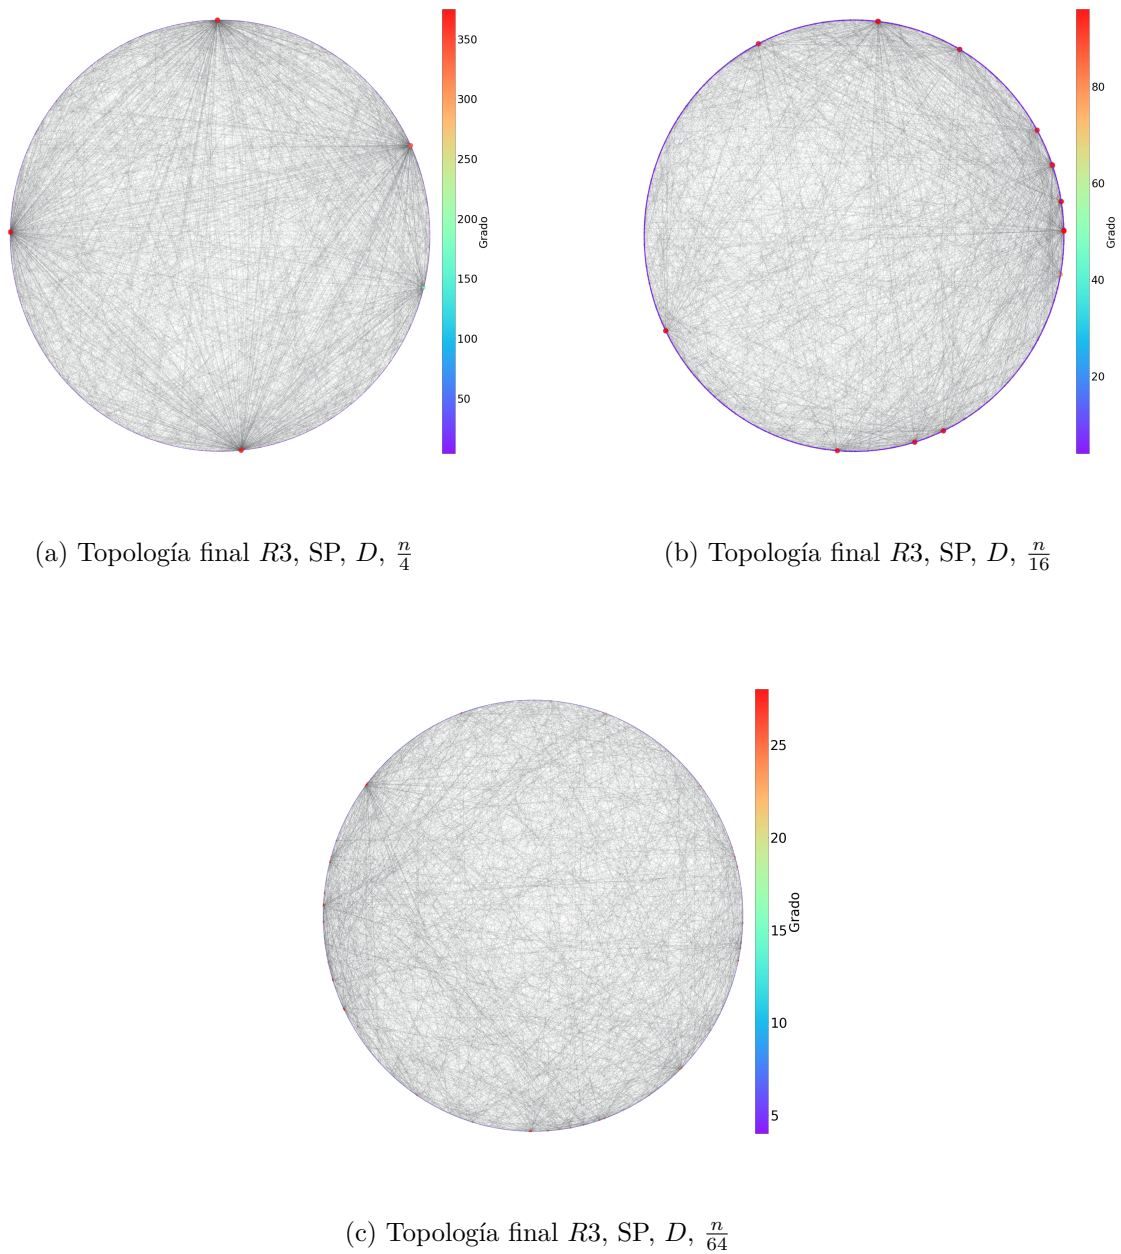 350
300
250
200
150
100
50
Grado
80
60
40
20
Grado
(a) Topología final R3, SP, D, n/4
(b) Topología final R3, SP, D, n/16
25
20
15
10
5
Grado
(c) Topología final R3, SP, D, n/64